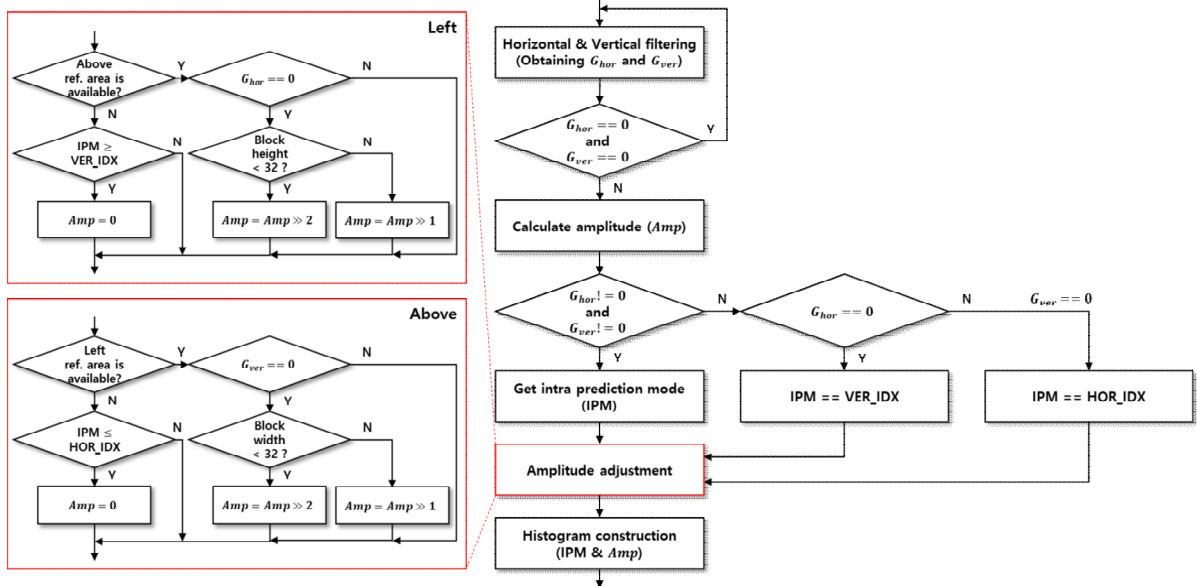 Left
Above
ref. area is
available?
Y
G_hor == 0
N
N
Y
IPM ≥
VER_IDX
N
Block
height
< 32 ?
N
Y
Y
Amp = 0
Amp = Amp ≫ 2
Amp = Amp ≫ 1
Above
Left
ref. area is
available?
Y
G_ver == 0
N
N
Y
IPM ≤
HOR_IDX
N
Block
width
< 32 ?
N
Y
Y
Amp = 0
Amp = Amp ≫ 2
Amp = Amp ≫ 1
Horizontal & Vertical filtering
(Obtaining G_hor and G_ver)
G_hor == 0
and
G_ver == 0
Y
N
Calculate amplitude (Amp)
G_hor! = 0
and
G_ver! = 0
N
G_hor == 0
N
G_ver == 0
Y
Y
Get intra prediction mode
(IPM)
IPM == VER_IDX
IPM == HOR_IDX
Amplitude adjustment
Histogram construction
(IPM & Amp)